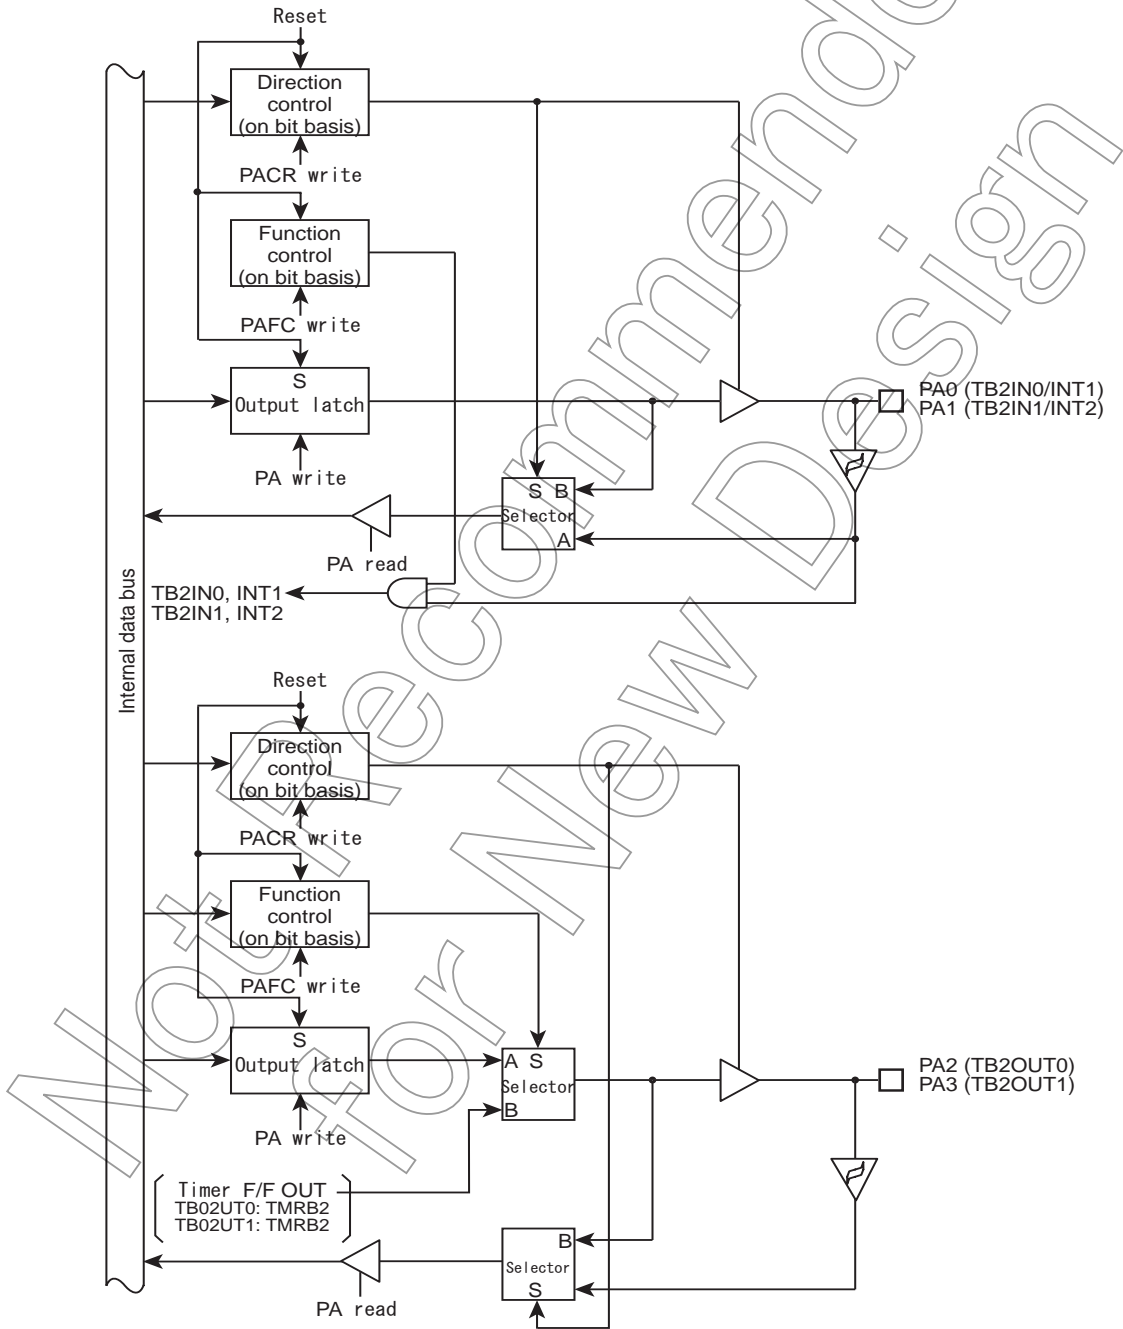 Reset
Direction
control
(on bit basis)
PACR write
Function
control
(on bit basis)
PAFC write
S
Output latch
PA write
PA0 (TB2IN0/INT1)
PA1 (TB2IN1/INT2)
S B
Selector
A
PA read
TB2IN0, INT1
TB2IN1, INT2
Internal data bus
Reset
Direction
control
(on bit basis)
PACR write
Function
control
(on bit basis)
PAFC write
S
Output latch
PA write
A S
Selector
B
PA2 (TB2OUT0)
PA3 (TB2OUT1)
Timer F/F OUT
TB02UT0: TMRB2
TB02UT1: TMRB2
B
Selector
S
PA read
Not Recommended
for New Design